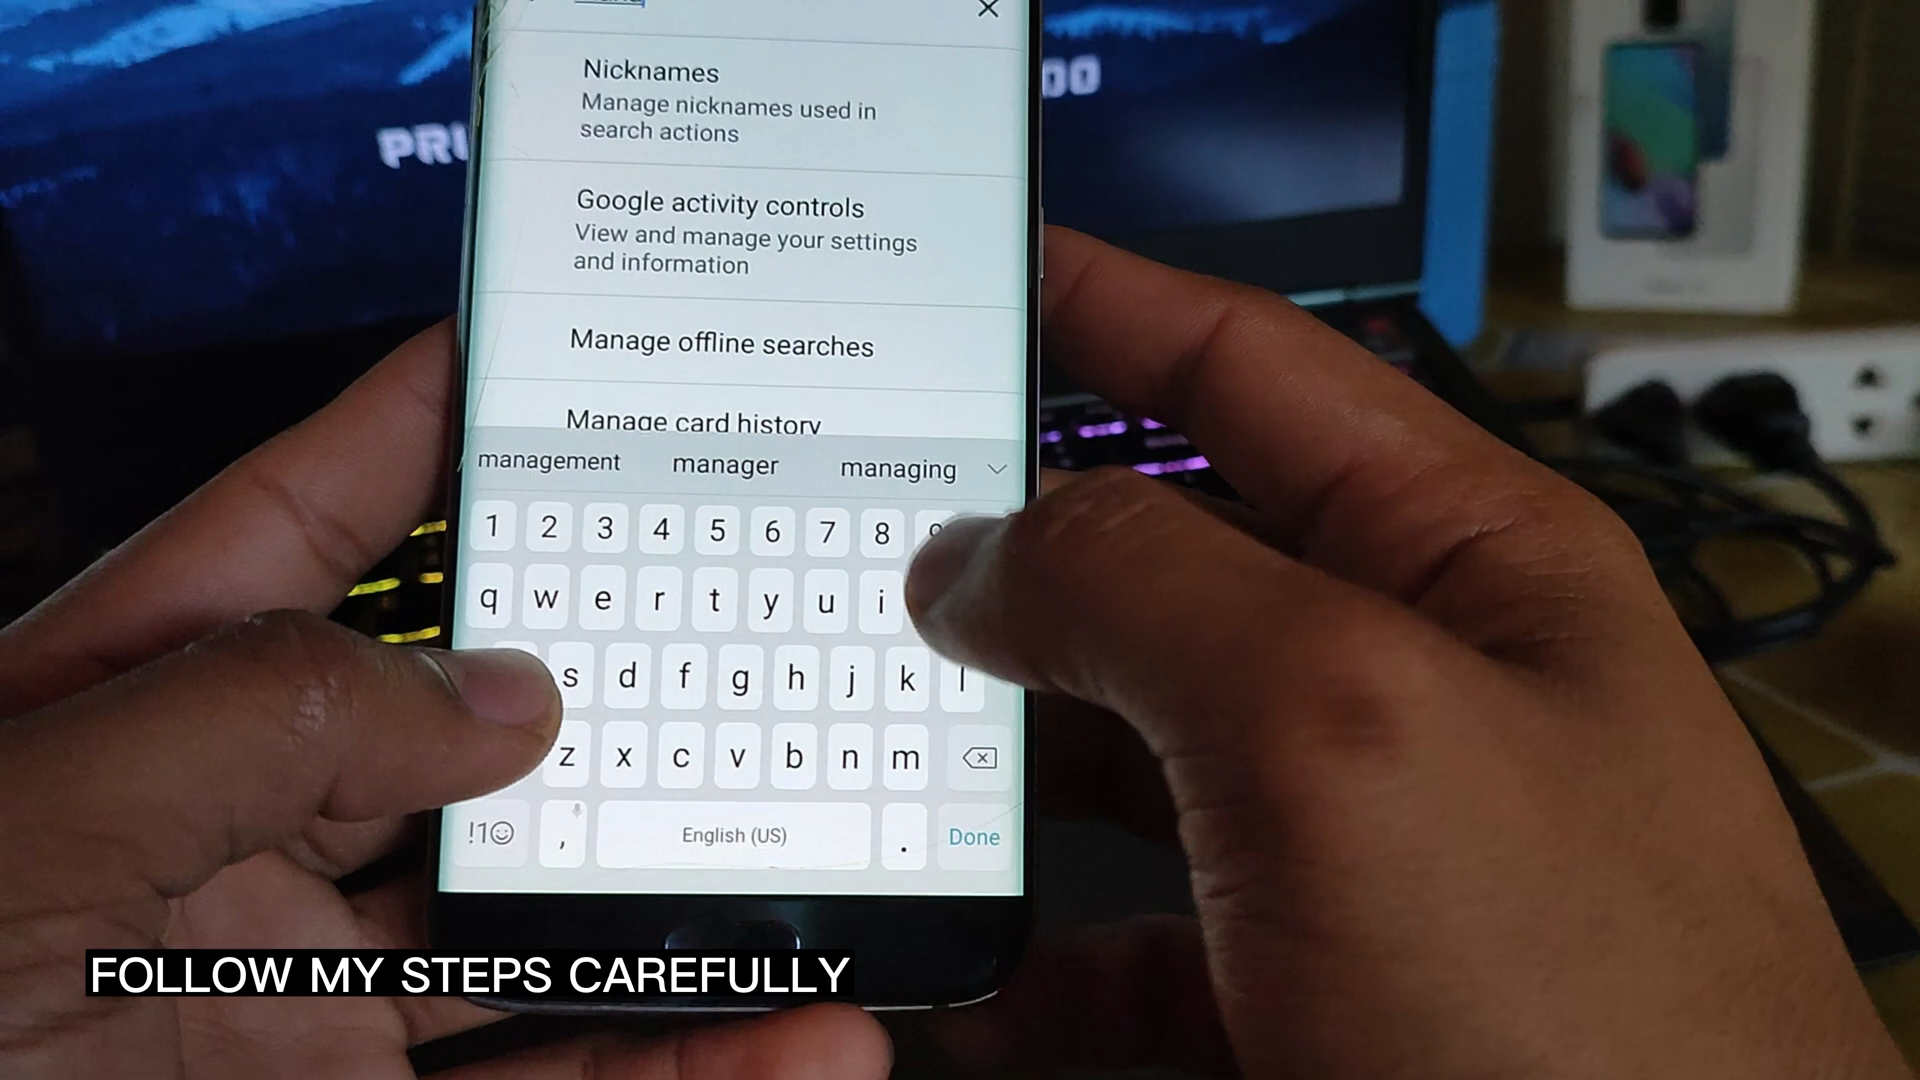 Nicknames
Manage nicknames used in
search actions
Google activity controls
View and manage your settings
and information
Manage offline searches
Manage card history
management manager managing
1 2 3 4 5 6 7 8
q w e r t y u i
s d f g h j k l
z x c v b n m
!1☺ , English (US) . Done
FOLLOW MY STEPS CAREFULLY